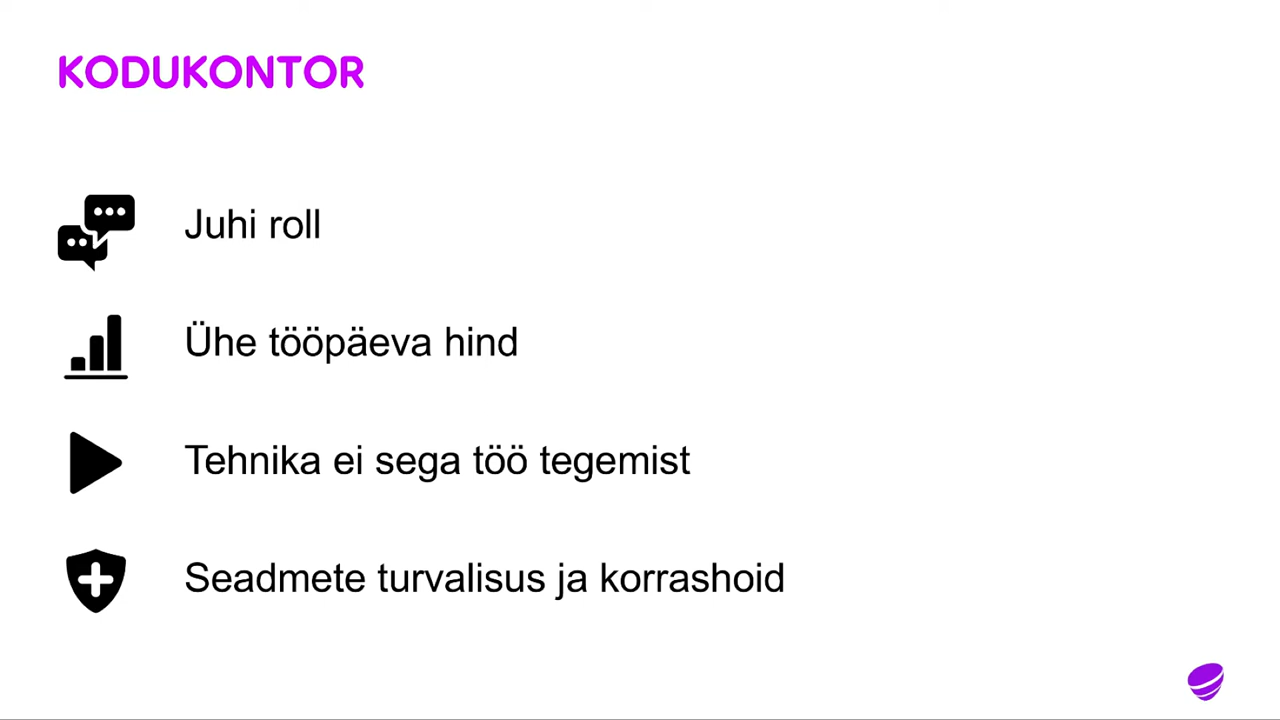 KODUKONTOR
Juhi roll
Ühe tööpäeva hind
Tehnika ei sega töö tegemist
Seadmete turvalisus ja korrashoid